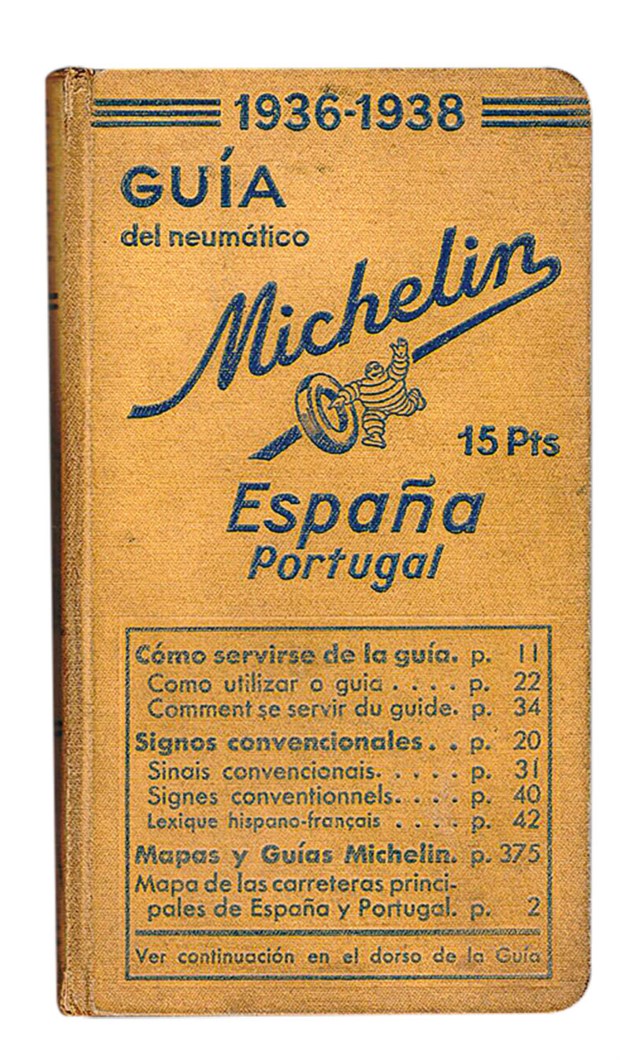 1936-1938
GUÍA
del neumático
Michelin
15 Pts
España
Portugal
Cómo servirse de la guía. p. 11
Como utilizar o guia . . . . p. 22
Comment se servir du guide. p. 34
Signos convencionales. . p. 20
Sinais convencionais. . . . . p. 31
Signes conventionnels. . . . p. 40
Lexique hispano-français . . . . p. 42
Mapas y Guías Michelin. p. 375
Mapa de las carreteras princi-
pales de España y Portugal. p. 2
Ver continuación en el dorso de la Guía